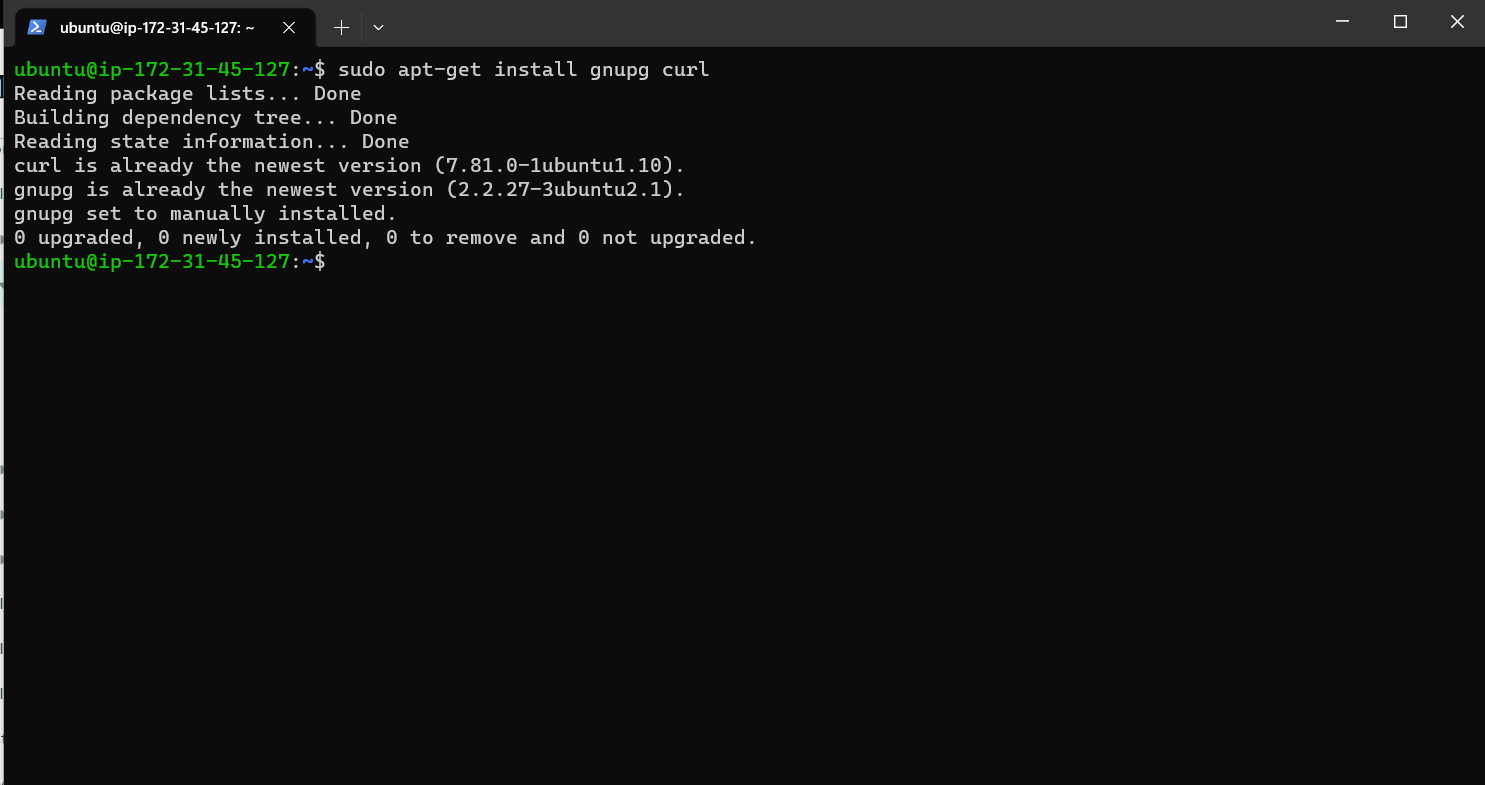 ubuntu@ip-172-31-45-127: ~
ubuntu@ip-172-31-45-127:~$ sudo apt-get install gnupg curl
Reading package lists... Done
Building dependency tree... Done
Reading state information... Done
curl is already the newest version (7.81.0-1ubuntu1.10).
gnupg is already the newest version (2.2.27-3ubuntu2.1).
gnupg set to manually installed.
0 upgraded, 0 newly installed, 0 to remove and 0 not upgraded.
ubuntu@ip-172-31-45-127:~$